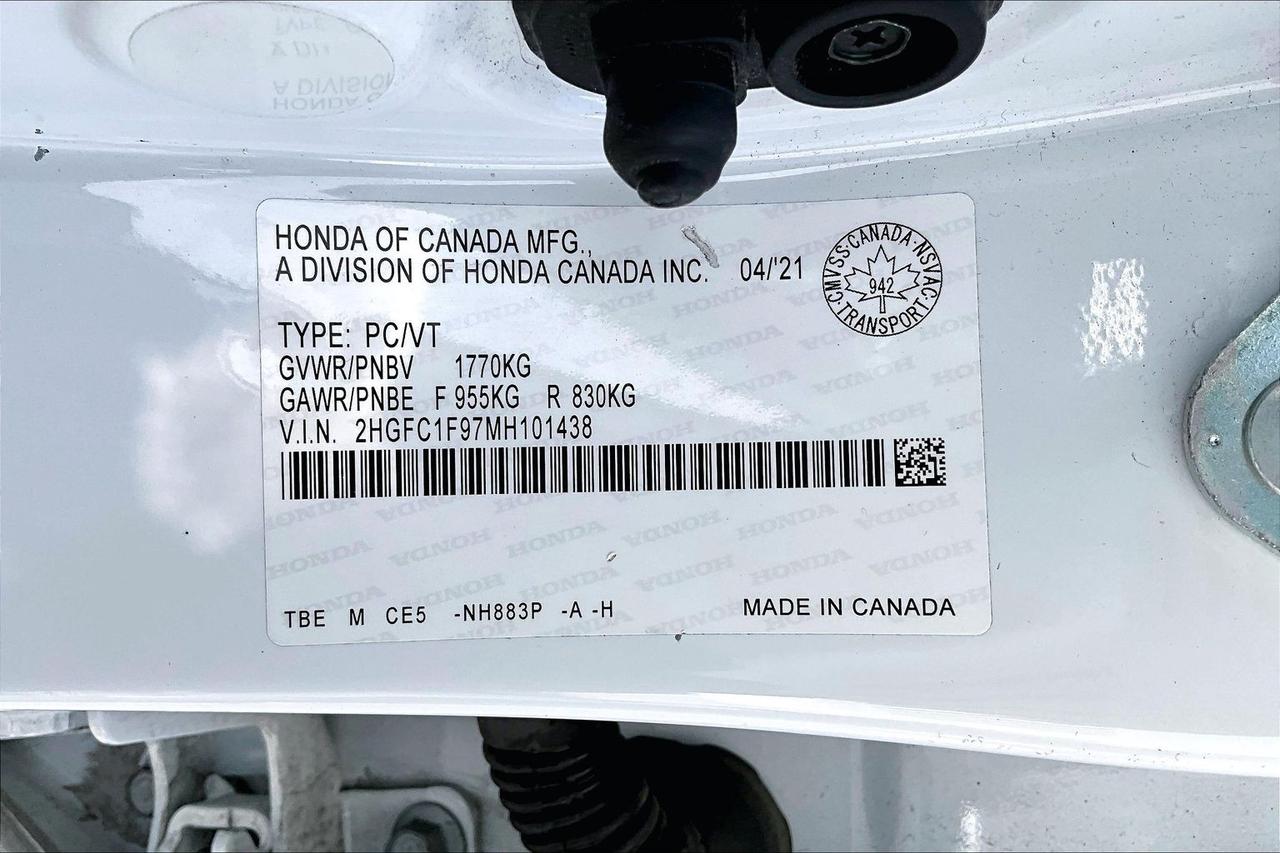 HONDA OF CANADA MFG.,
A DIVISION OF HONDA CANADA INC. 04/'21
CMVSS·CANADA·NSVAC·TRANSPORT·
942
TYPE: PC/VT
GVWR/PNBV 1770KG
GAWR/PNBE F 955KG R 830KG
V.I.N. 2HGFC1F97MH101438
TBE M CE5 -NH883P -A -H
MADE IN CANADA